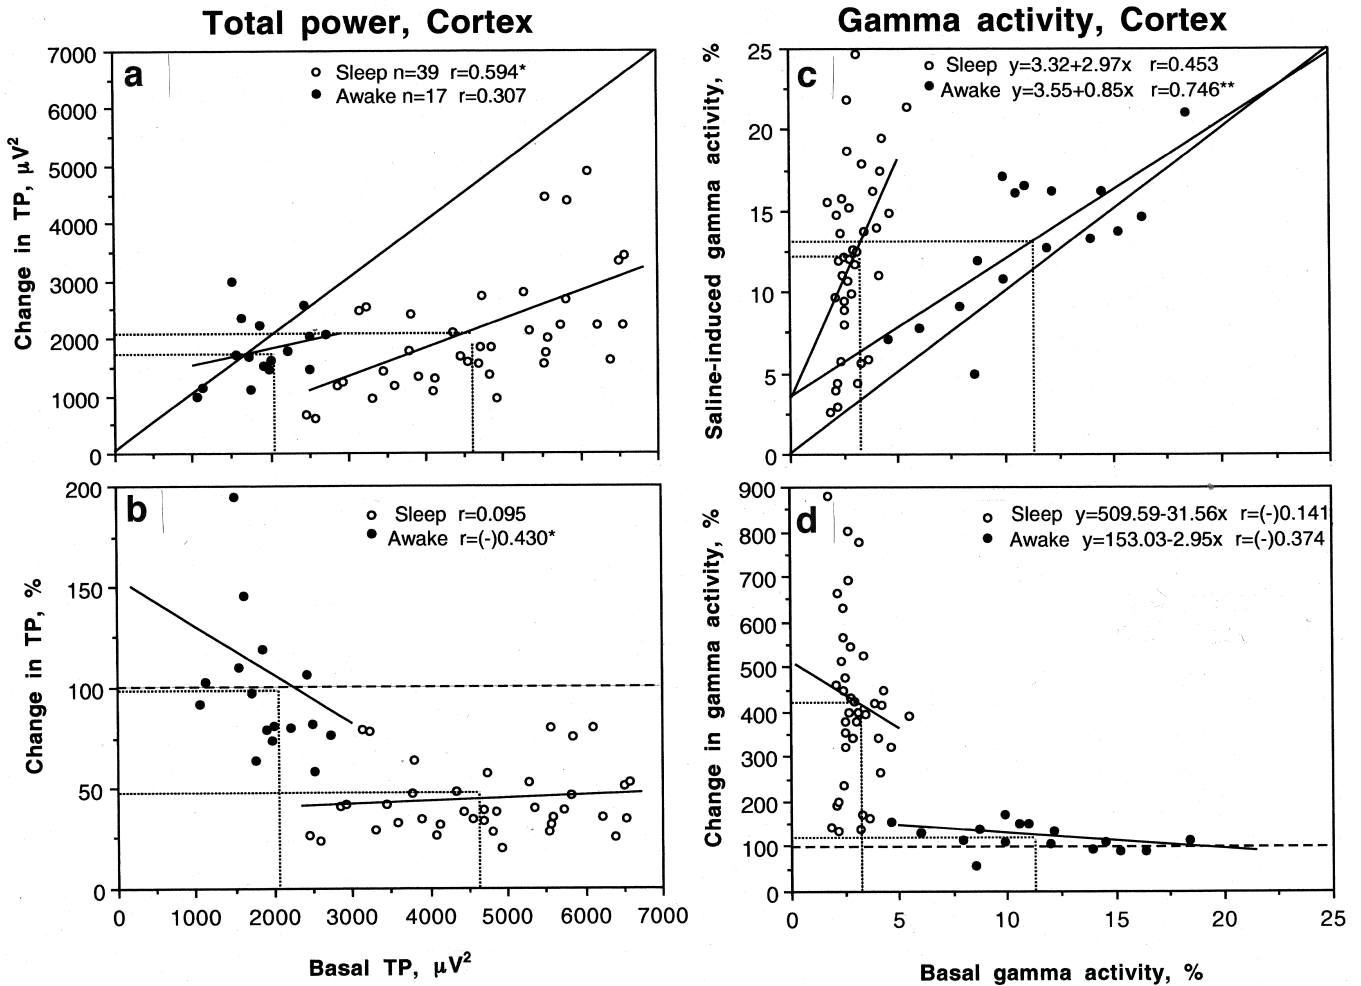 Total power, Cortex
a
Sleep n=39 r=0.594*
Awake n=17 r=0.307
Change in TP, μV²
7000
6000
5000
4000
3000
2000
1000
0
b
Sleep r=0.095
Awake r=(-)0.430*
Change in TP, %
200
150
100
50
0
0 1000 2000 3000 4000 5000 6000 7000
Basal TP, μV²
Gamma activity, Cortex
c
Sleep y=3.32+2.97x r=0.453
Awake y=3.55+0.85x r=0.746**
Saline-induced gamma activity, %
25
20
15
10
5
0
d
Sleep y=509.59-31.56x r=(-)0.141
Awake y=153.03-2.95x r=(-)0.374
Change in gamma activity, %
900
800
700
600
500
400
300
200
100
0
0 5 10 15 20 25
Basal gamma activity, %